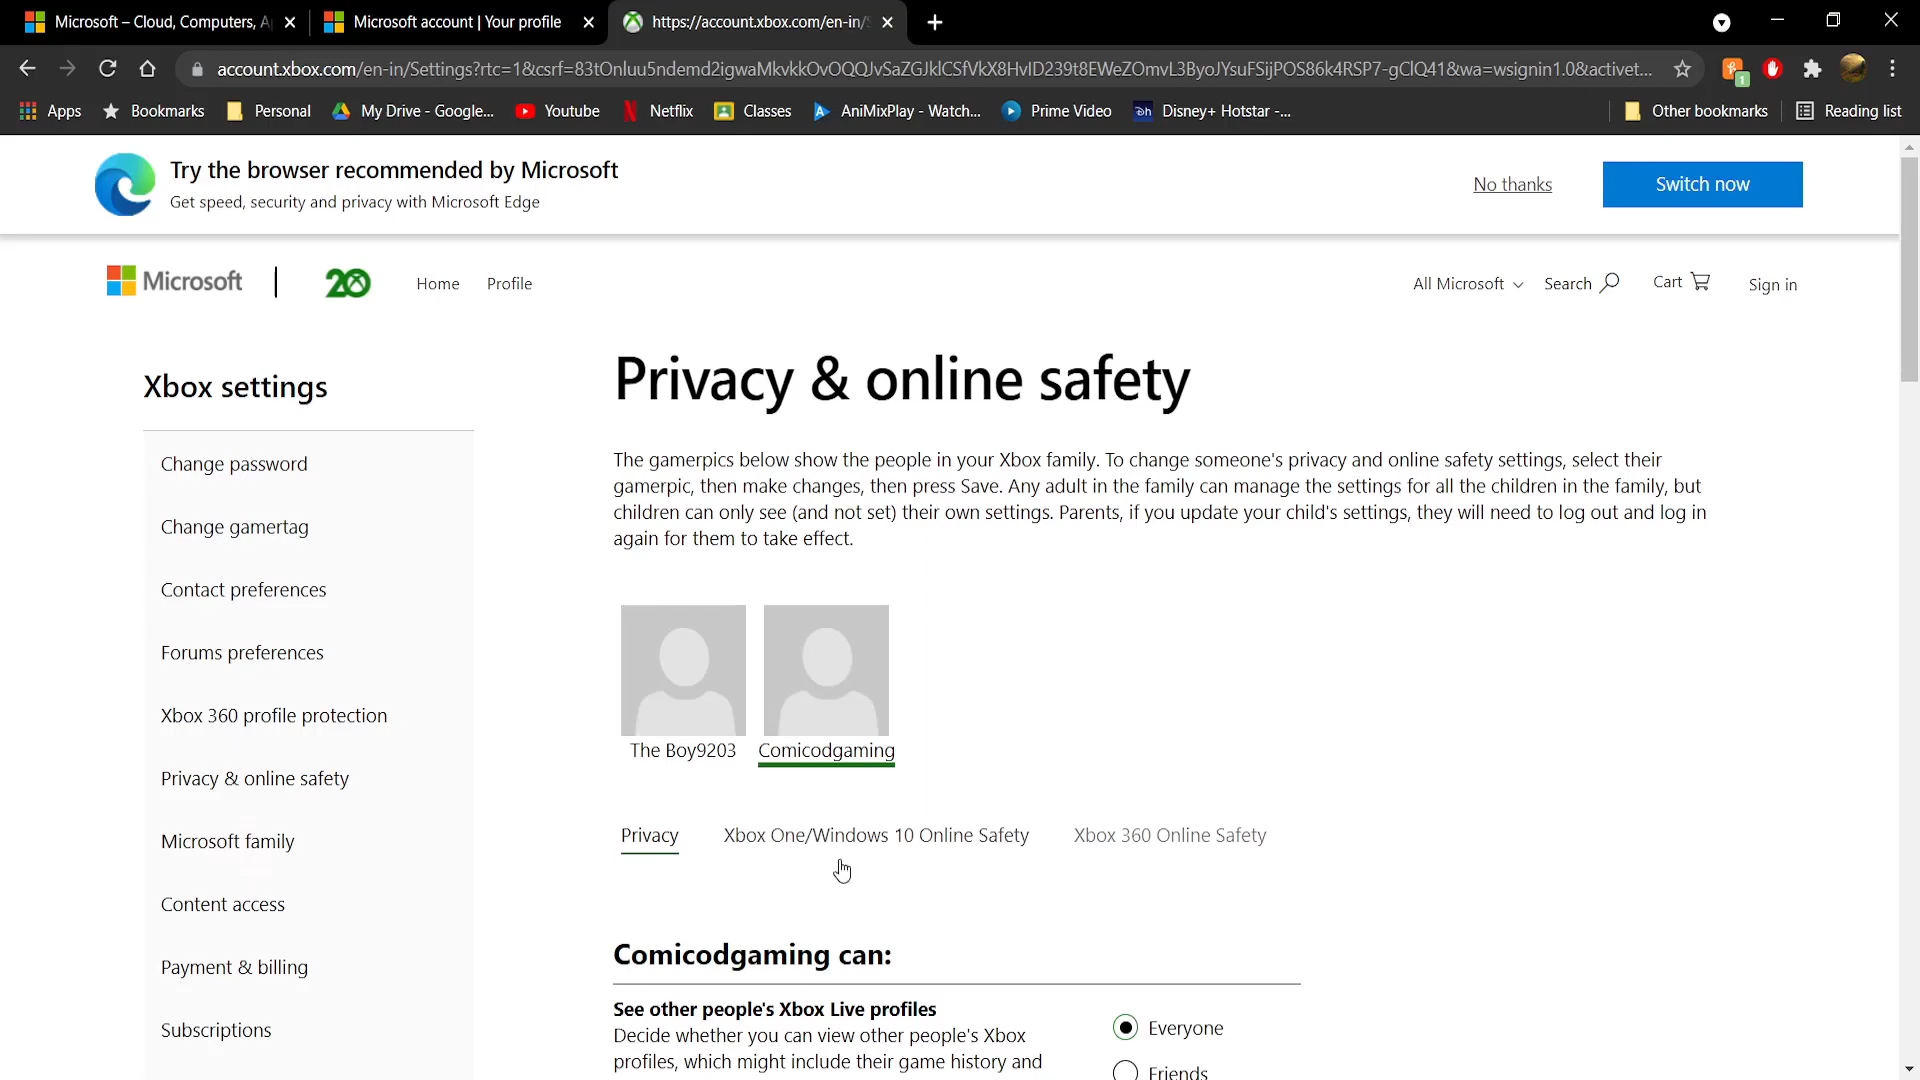 Microsoft – Cloud, Computers, A
Microsoft account | Your profile
https://account.xbox.com/en-in/
account.xbox.com/en-in/Settings?rtc=1&csrf=83tOnluu5ndemd2igwaMkvkkOvOQQJvSaZGJklCSfVkX8HvID239t8EWeZOmvL3ByoJYsuFSijPOS86k4RSP7-gClQ41&wa=wsignin1.0&activet...
1
Apps
Bookmarks
Personal
My Drive - Google...
Youtube
Netflix
Classes
AniMixPlay - Watch...
Prime Video
Disney+ Hotstar -...
Other bookmarks
Reading list
Try the browser recommended by Microsoft
Get speed, security and privacy with Microsoft Edge
No thanks
Switch now
Microsoft
20
Home
Profile
All Microsoft
Search
Cart
Sign in
Xbox settings
Change password
Change gamertag
Contact preferences
Forums preferences
Xbox 360 profile protection
Privacy & online safety
Microsoft family
Content access
Payment & billing
Subscriptions
Privacy & online safety
The gamerpics below show the people in your Xbox family. To change someone's privacy and online safety settings, select their
gamerpic, then make changes, then press Save. Any adult in the family can manage the settings for all the children in the family, but
children can only see (and not set) their own settings. Parents, if you update your child's settings, they will need to log out and log in
again for them to take effect.
The Boy9203
Comicodgaming
Privacy
Xbox One/Windows 10 Online Safety
Xbox 360 Online Safety
Comicodgaming can:
See other people's Xbox Live profiles
Decide whether you can view other people's Xbox
profiles, which might include their game history and
Everyone
Friends